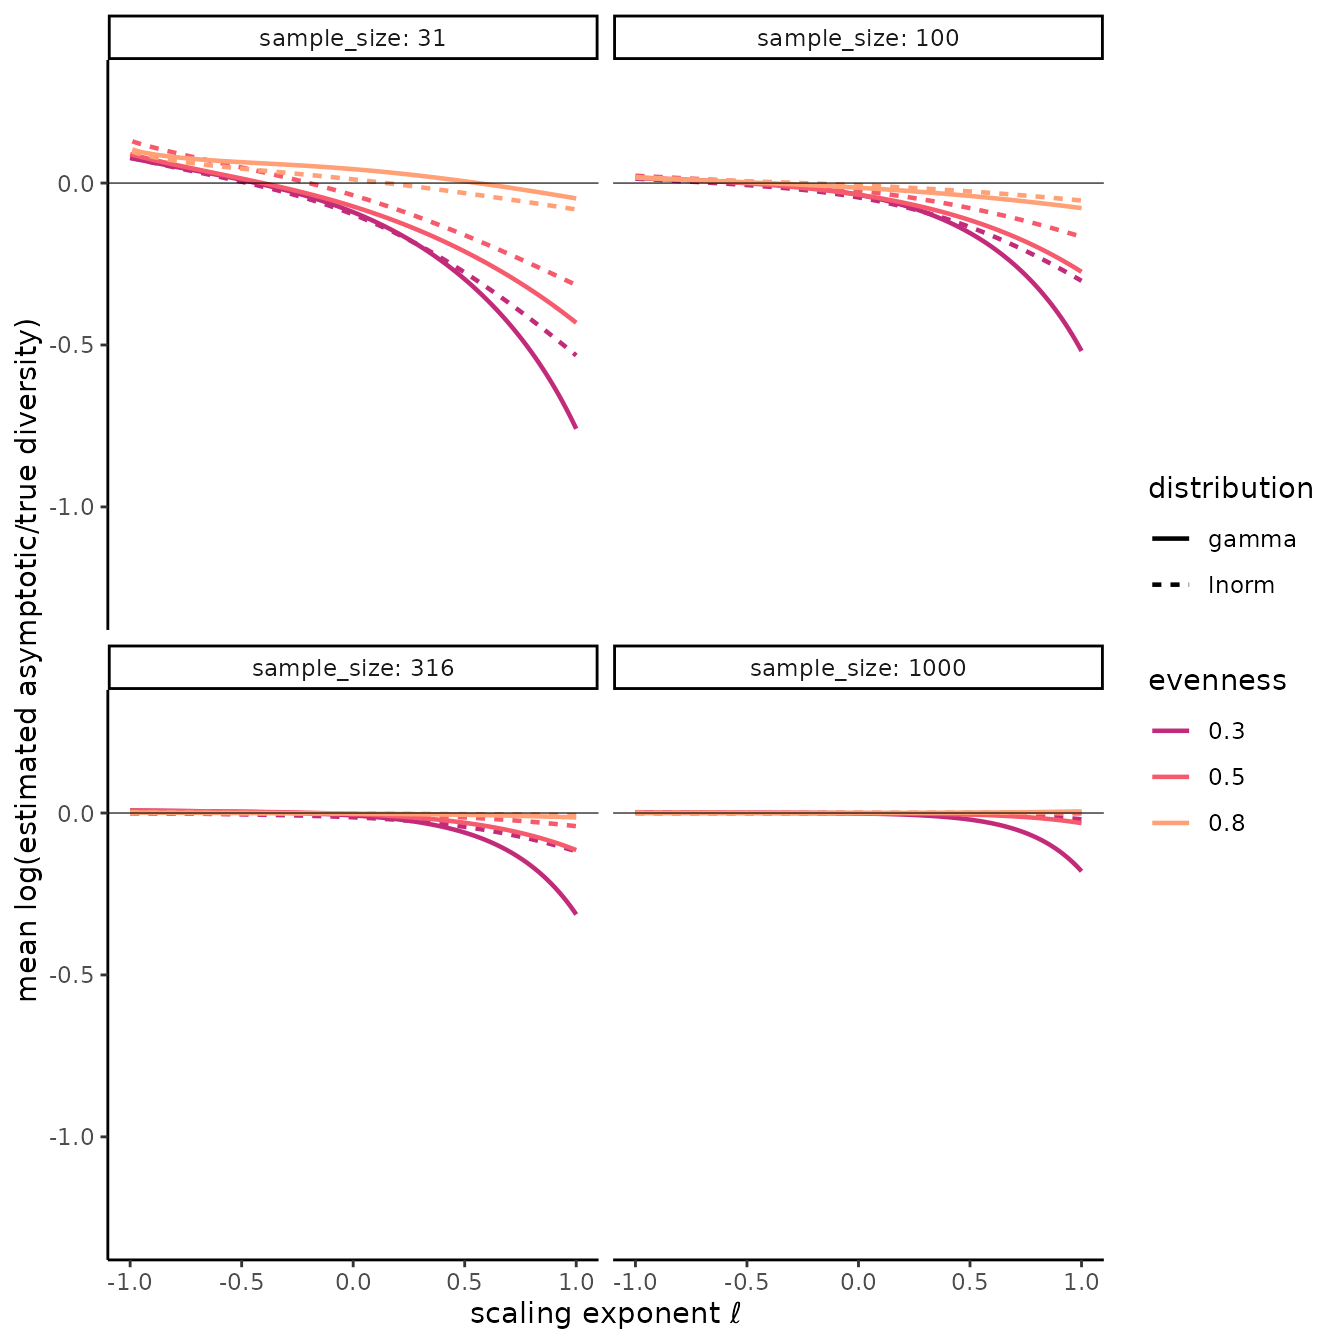 sample_size: 31
sample_size: 100
0.0
-0.5
-1.0
sample_size: 316
sample_size: 1000
0.0
-0.5
-1.0
-1.0 -0.5 0.0 0.5 1.0
-1.0 -0.5 0.0 0.5 1.0
scaling exponent ℓ
mean log(estimated asymptotic/true diversity)
distribution
gamma
lnorm
evenness
0.3
0.5
0.8